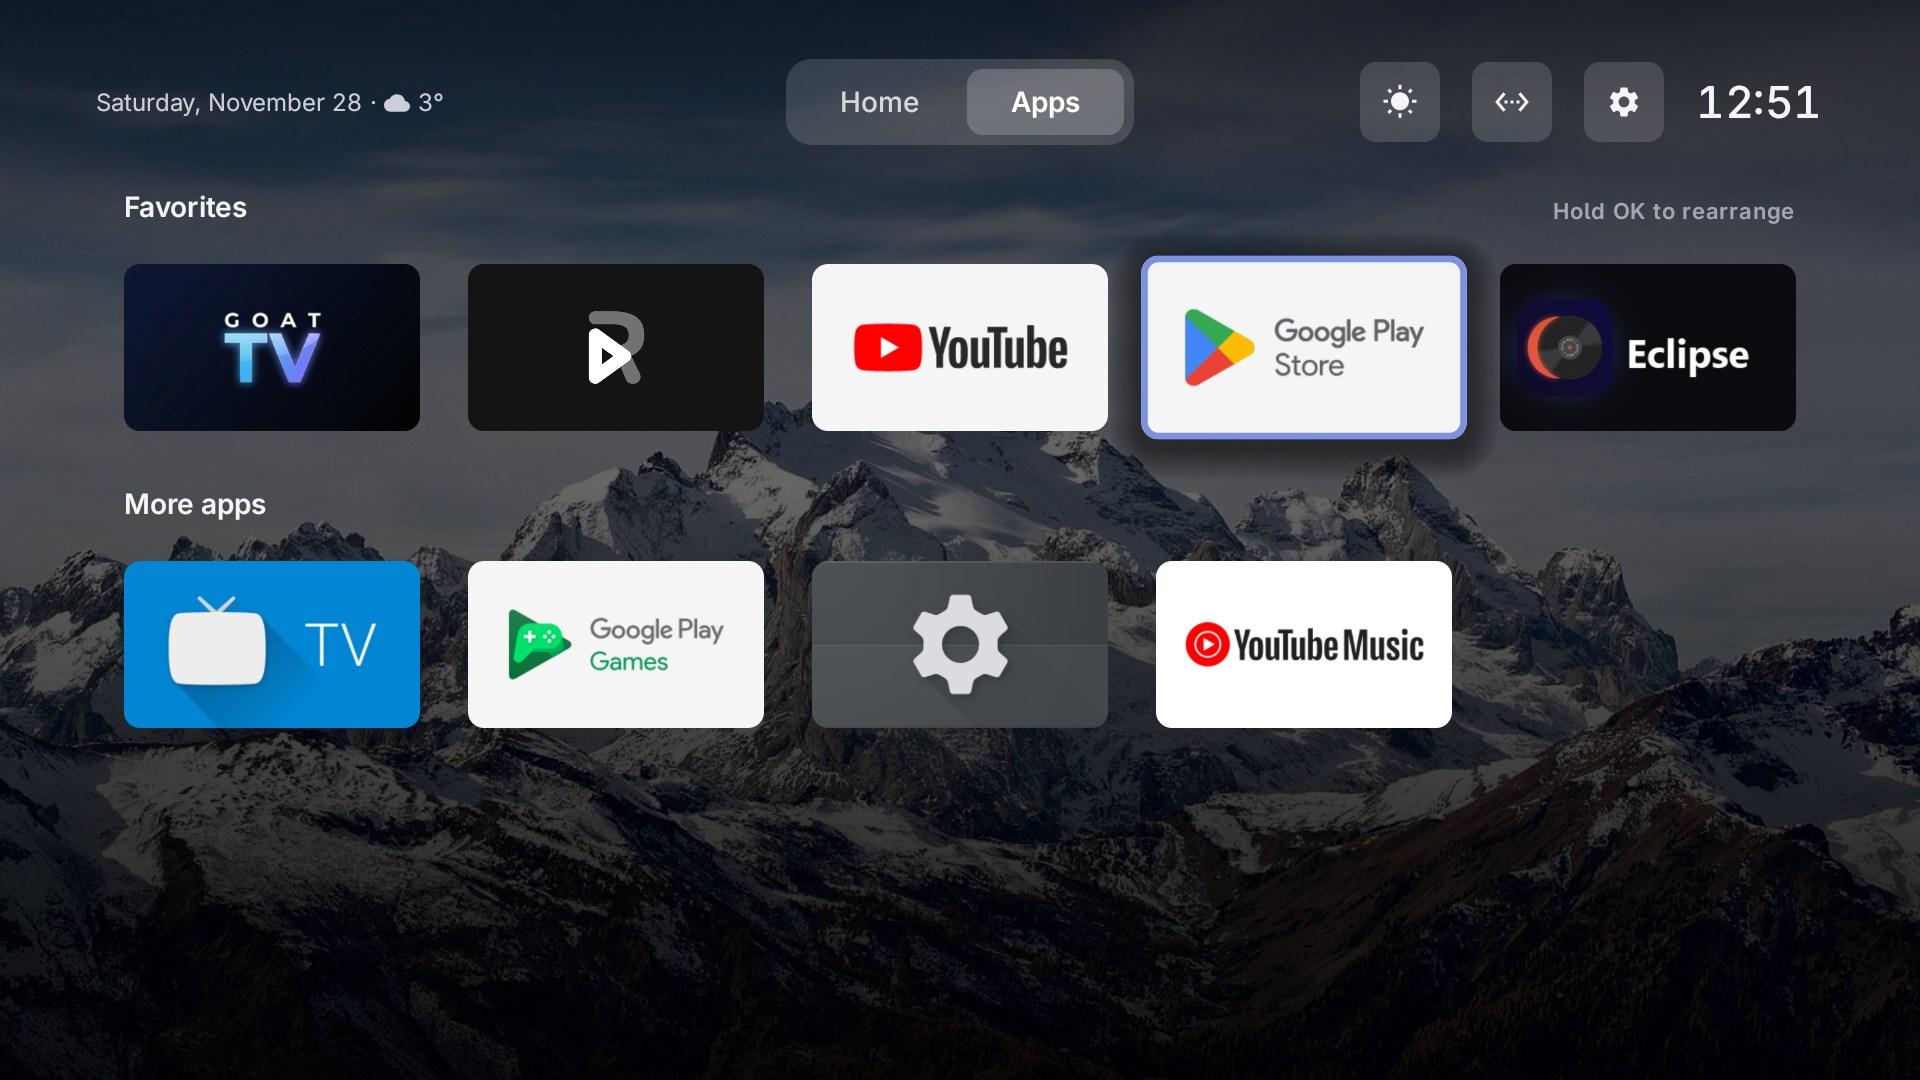 Saturday, November 28 · 3°
Home
Apps
12:51
Favorites
Hold OK to rearrange
GOAT
TV
R
YouTube
Google Play
Store
Eclipse
More apps
TV
Google Play
Games
YouTube Music